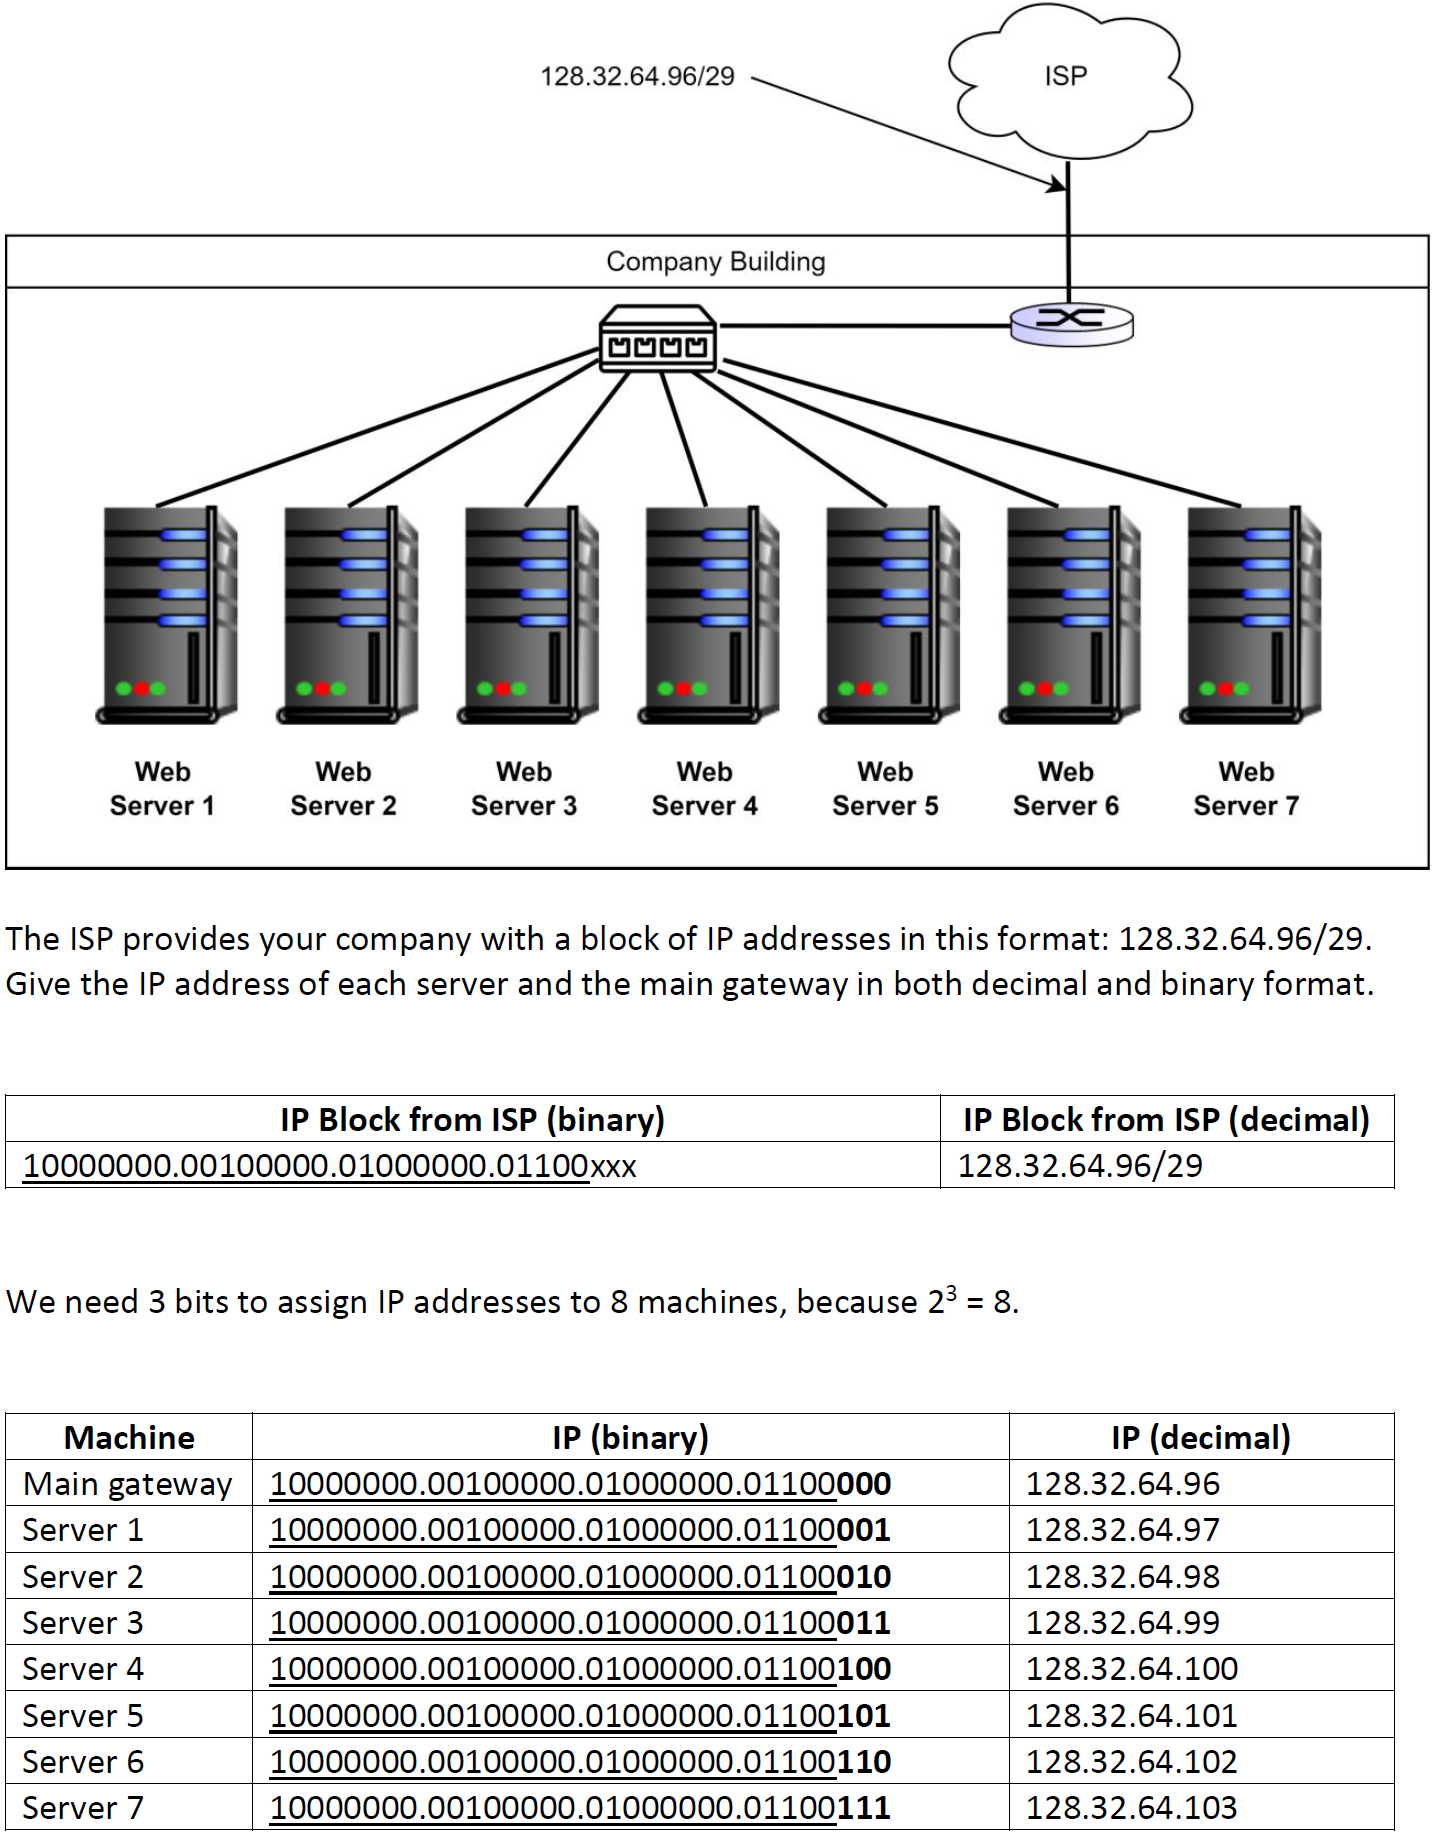 128.32.64.96/29
ISP
Company Building
Web Server 1
Web Server 2
Web Server 3
Web Server 4
Web Server 5
Web Server 6
Web Server 7
The ISP provides your company with a block of IP addresses in this format: 128.32.64.96/29.
Give the IP address of each server and the main gateway in both decimal and binary format.
IP Block from ISP (binary) IP Block from ISP (decimal)
10000000.00100000.01000000.01100xxx 128.32.64.96/29
We need 3 bits to assign IP addresses to 8 machines, because 2³ = 8.
Machine IP (binary) IP (decimal)
Main gateway 10000000.00100000.01000000.01100000 128.32.64.96
Server 1 10000000.00100000.01000000.01100001 128.32.64.97
Server 2 10000000.00100000.01000000.01100010 128.32.64.98
Server 3 10000000.00100000.01000000.01100011 128.32.64.99
Server 4 10000000.00100000.01000000.01100100 128.32.64.100
Server 5 10000000.00100000.01000000.01100101 128.32.64.101
Server 6 10000000.00100000.01000000.01100110 128.32.64.102
Server 7 10000000.00100000.01000000.01100111 128.32.64.103